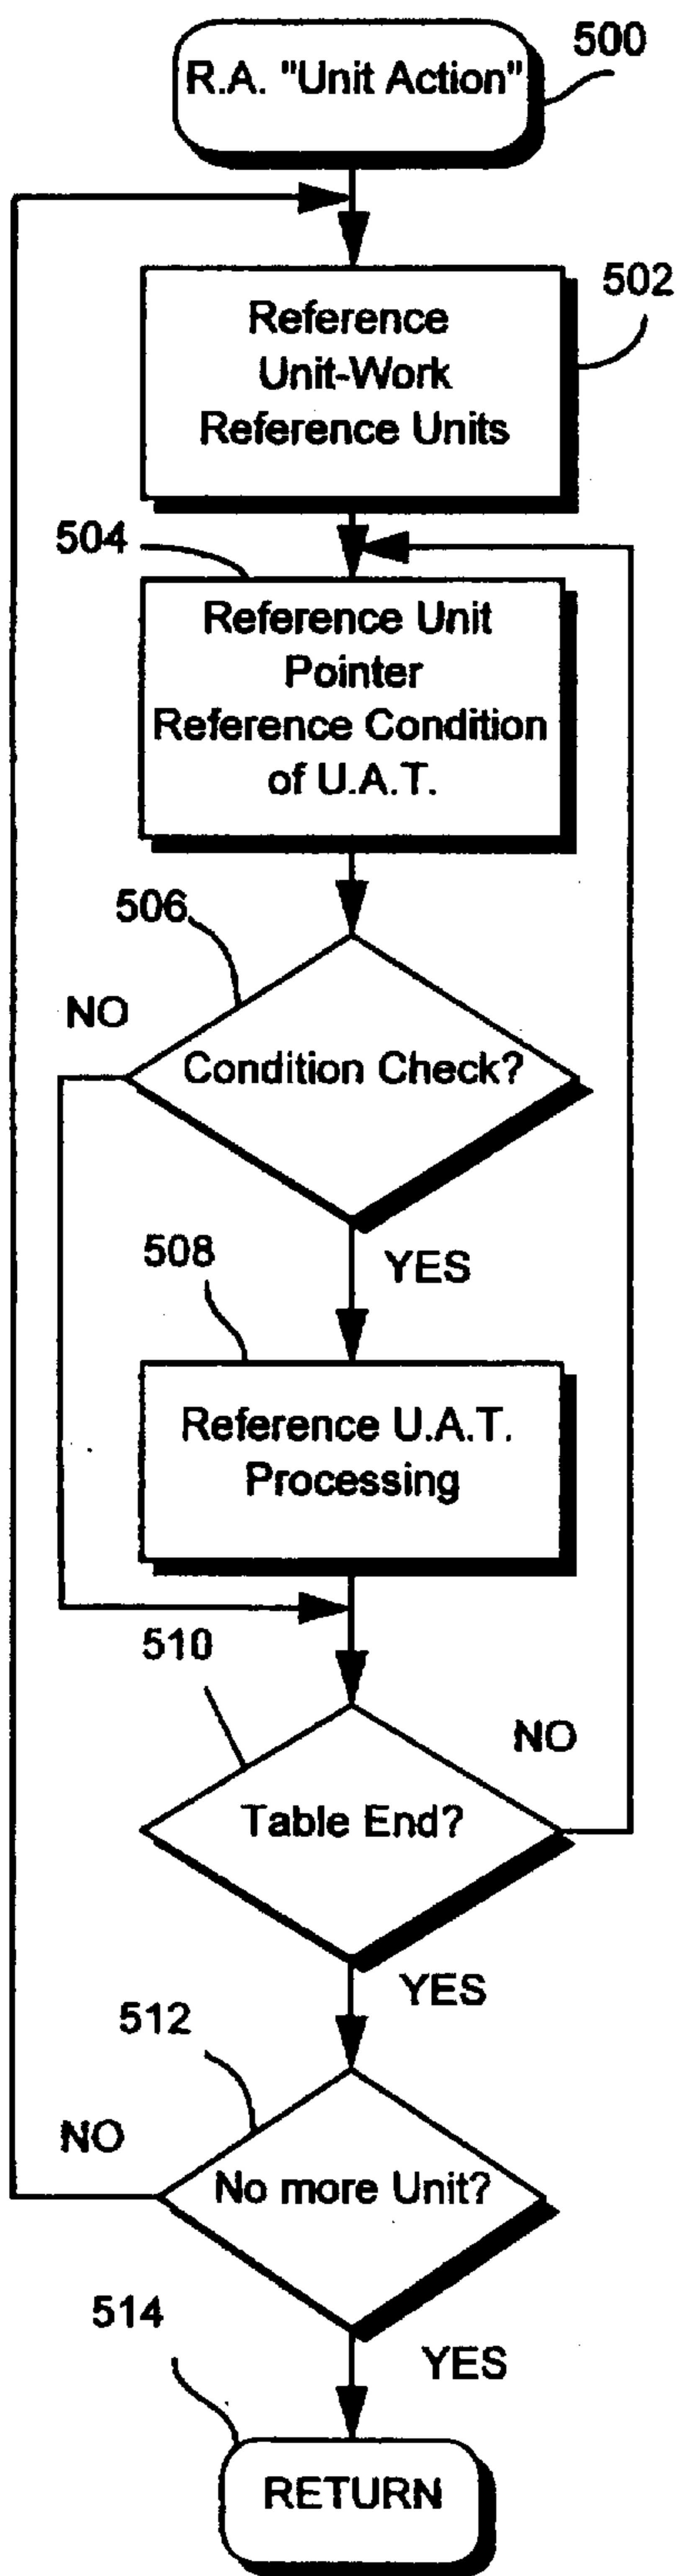 500
R.A. "Unit Action"
502
Reference
Unit-Work
Reference Units
504
Reference Unit
Pointer
Reference Condition
of U.A.T.
506
NO
Condition Check?
508
YES
Reference U.A.T.
Processing
510
NO
Table End?
YES
512
NO
No more Unit?
514
YES
RETURN